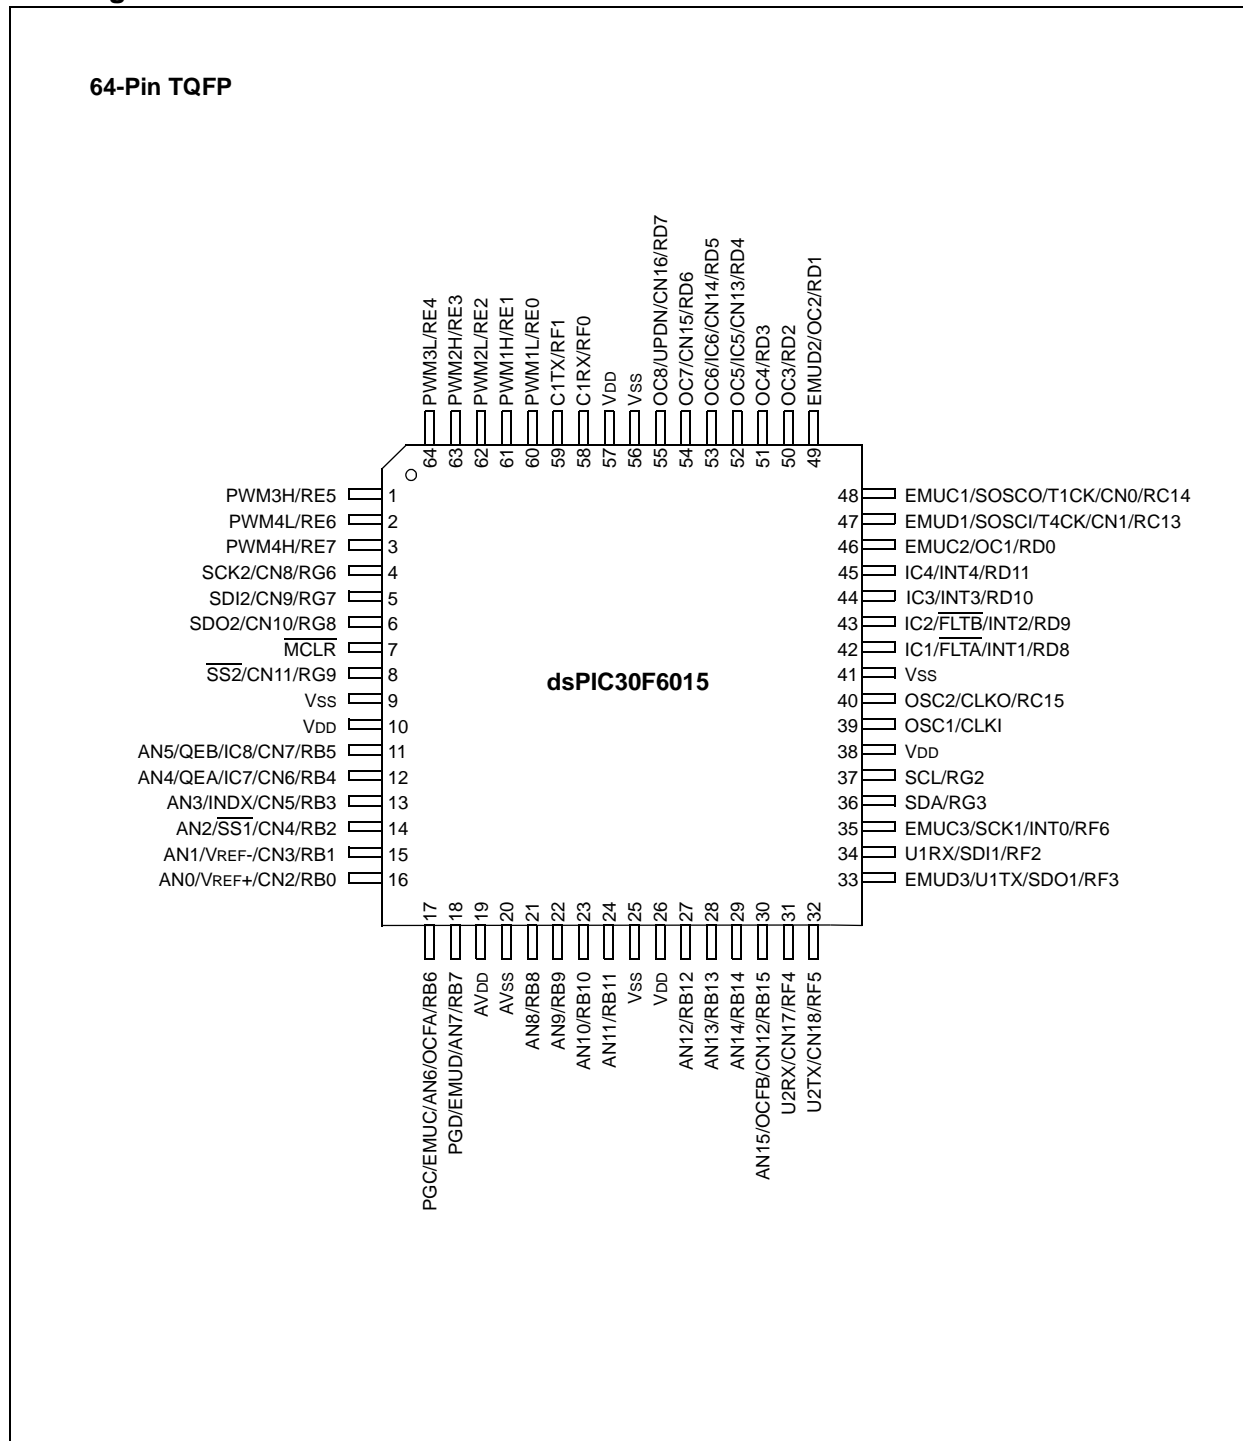 64-Pin TQFP
PWM3L/RE4
PWM2H/RE3
PWM2L/RE2
PWM1H/RE1
PWM1L/RE0
C1TX/RF1
C1RX/RF0
VDD
VSS
OC8/UPDN/CN16/RD7
OC7/CN15/RD6
OC6/IC6/CN14/RD5
OC5/IC5/CN13/RD4
OC4/RD3
OC3/RD2
EMUD2/OC2/RD1
64
63
62
61
60
59
58
57
56
55
54
53
52
51
50
49
PWM3H/RE5 1
PWM4L/RE6 2
PWM4H/RE7 3
SCK2/CN8/RG6 4
SDI2/CN9/RG7 5
SDO2/CN10/RG8 6
MCLR 7
SS2/CN11/RG9 8
VSS 9
VDD 10
AN5/QEB/IC8/CN7/RB5 11
AN4/QEA/IC7/CN6/RB4 12
AN3/INDX/CN5/RB3 13
AN2/SS1/CN4/RB2 14
AN1/VREF-/CN3/RB1 15
AN0/VREF+/CN2/RB0 16
dsPIC30F6015
48 EMUC1/SOSCO/T1CK/CN0/RC14
47 EMUD1/SOSCI/T4CK/CN1/RC13
46 EMUC2/OC1/RD0
45 IC4/INT4/RD11
44 IC3/INT3/RD10
43 IC2/FLTB/INT2/RD9
42 IC1/FLTA/INT1/RD8
41 VSS
40 OSC2/CLKO/RC15
39 OSC1/CLKI
38 VDD
37 SCL/RG2
36 SDA/RG3
35 EMUC3/SCK1/INT0/RF6
34 U1RX/SDI1/RF2
33 EMUD3/U1TX/SDO1/RF3
17
18
19
20
21
22
23
24
25
26
27
28
29
30
31
32
PGC/EMUC/AN6/OCFA/RB6
PGD/EMUD/AN7/RB7
AVDD
AVSS
AN8/RB8
AN9/RB9
AN10/RB10
AN11/RB11
VSS
VDD
AN12/RB12
AN13/RB13
AN14/RB14
AN15/OCFB/CN12/RB15
U2RX/CN17/RF4
U2TX/CN18/RF5